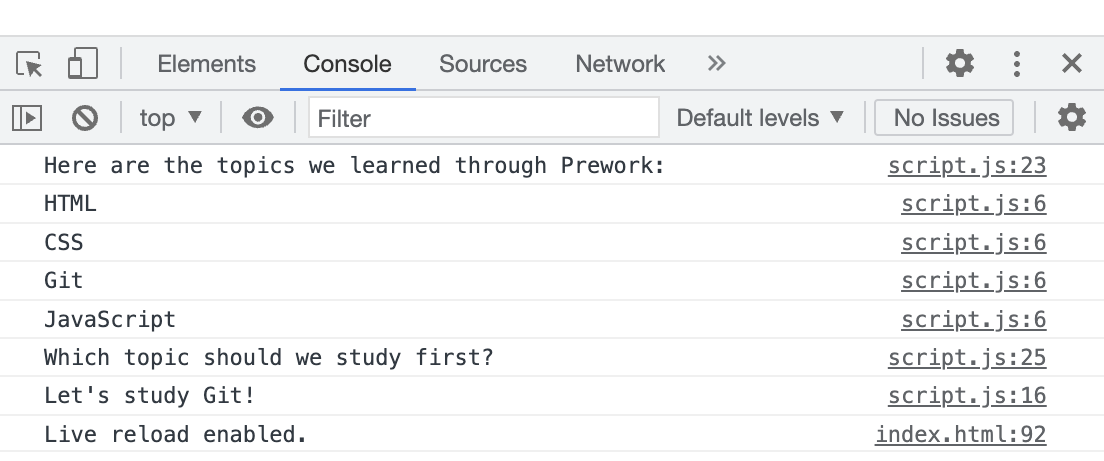 Elements Console Sources Network »
top ▼ Filter Default levels ▼ No Issues
Here are the topics we learned through Prework: script.js:23
HTML script.js:6
CSS script.js:6
Git script.js:6
JavaScript script.js:6
Which topic should we study first? script.js:25
Let's study Git! script.js:16
Live reload enabled. index.html:92